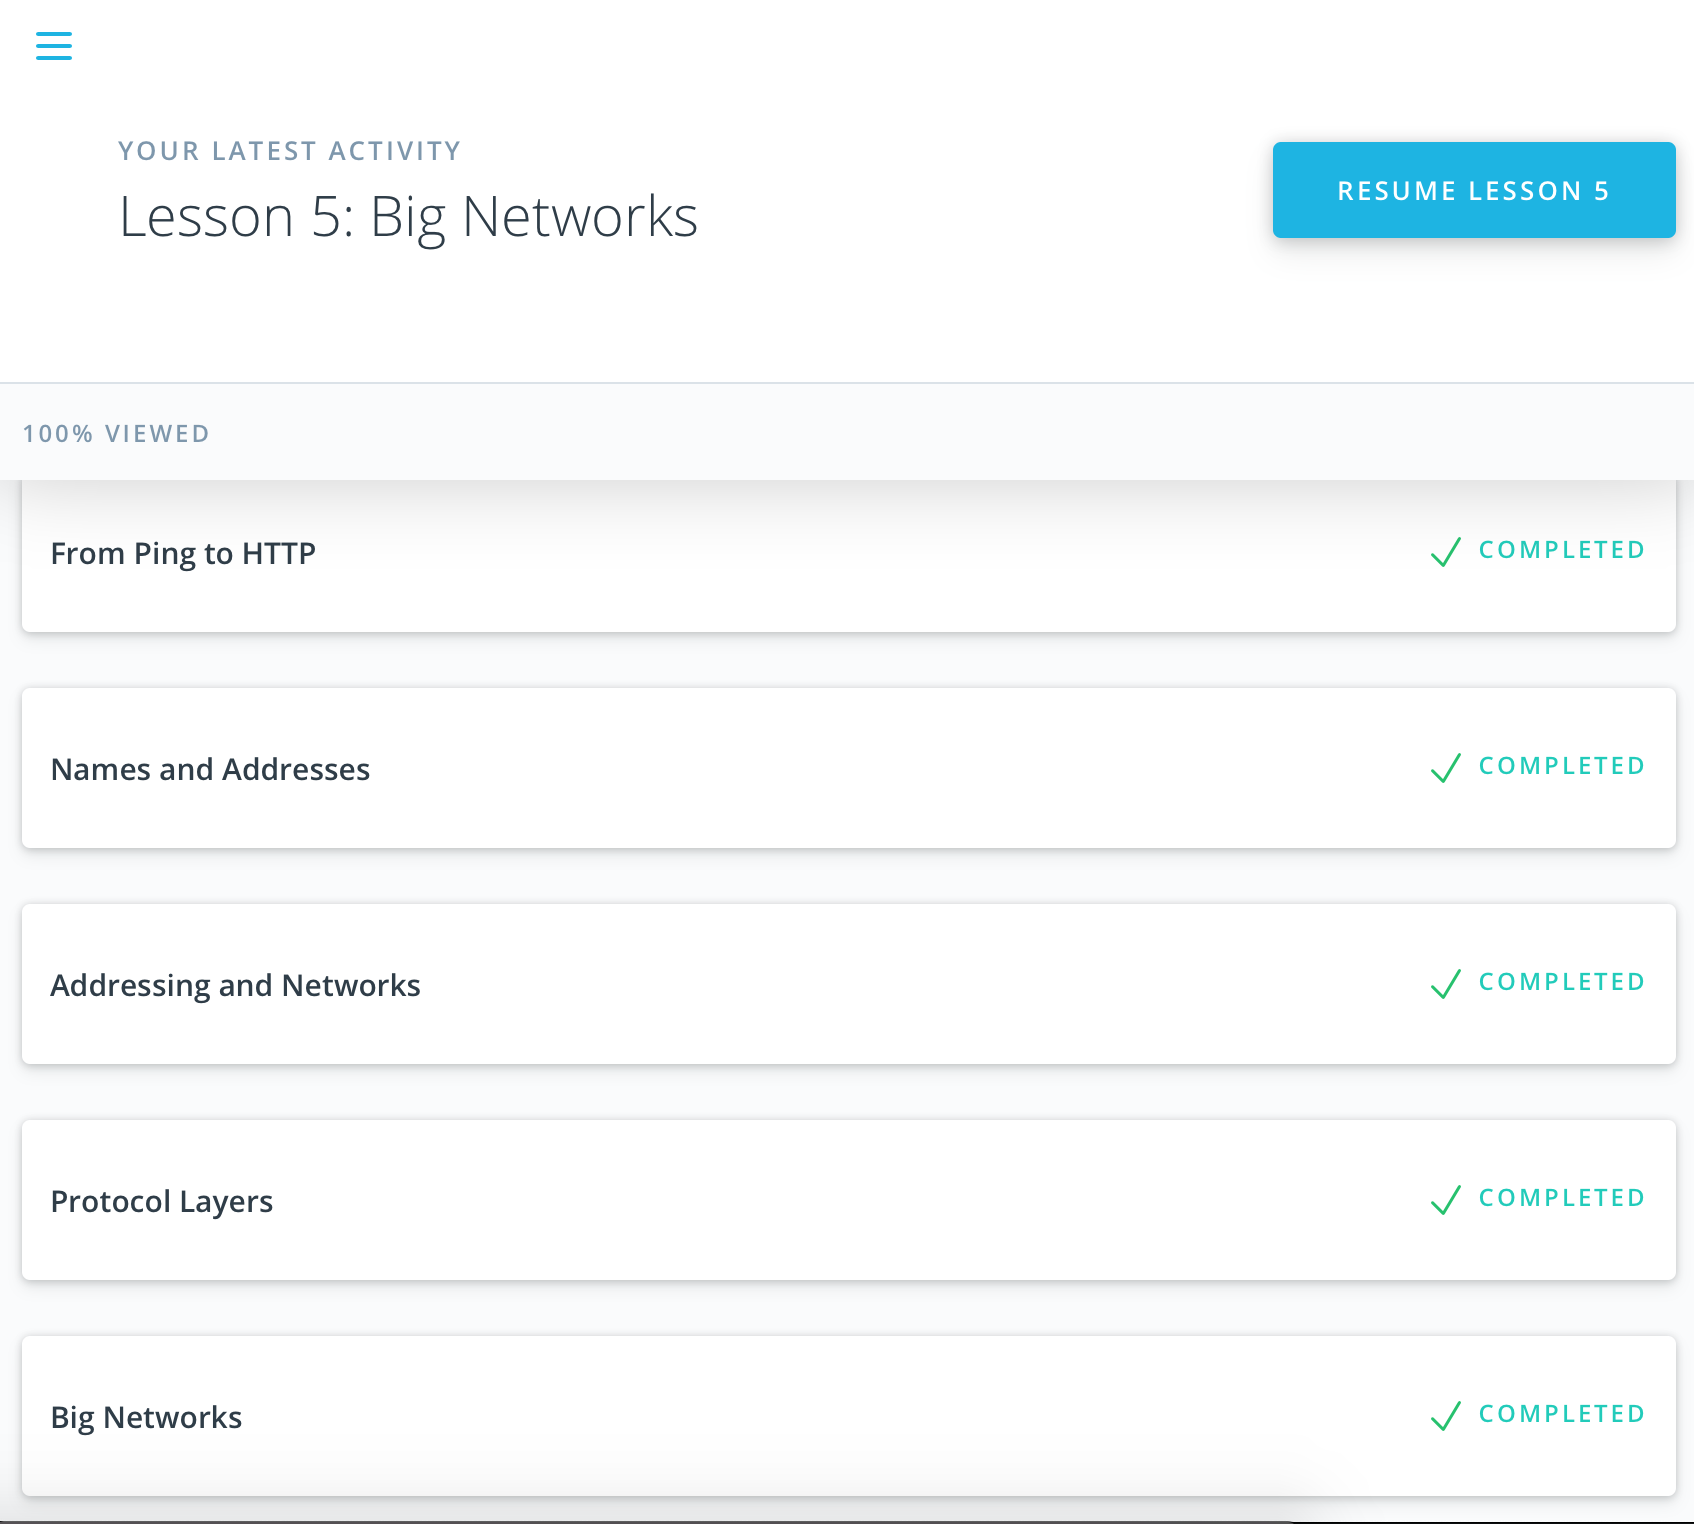 YOUR LATEST ACTIVITY
Lesson 5: Big Networks
RESUME LESSON 5
100% VIEWED
From Ping to HTTP
COMPLETED
Names and Addresses
COMPLETED
Addressing and Networks
COMPLETED
Protocol Layers
COMPLETED
Big Networks
COMPLETED